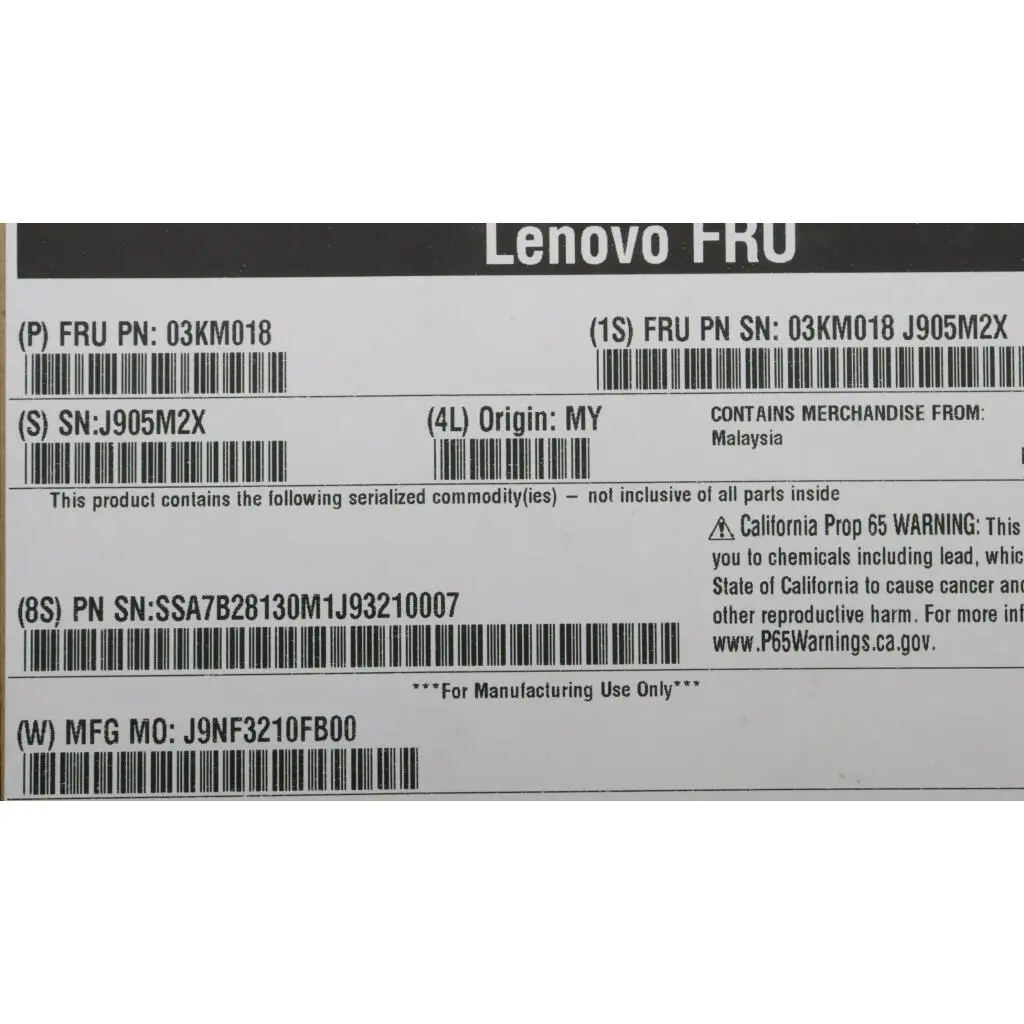 Lenovo FRU
(P) FRU PN: 03KM018
(1S) FRU PN SN: 03KM018 J905M2X
(S) SN:J905M2X
(4L) Origin: MY
CONTAINS MERCHANDISE FROM:
Malaysia
This product contains the following serialized commodity(ies) – not inclusive of all parts inside
⚠ California Prop 65 WARNING: This
you to chemicals including lead, whic
State of California to cause cancer and
other reproductive harm. For more inf
www.P65Warnings.ca.gov.
(8S) PN SN:SSA7B28130M1J93210007
***For Manufacturing Use Only***
(W) MFG MO: J9NF3210FB00